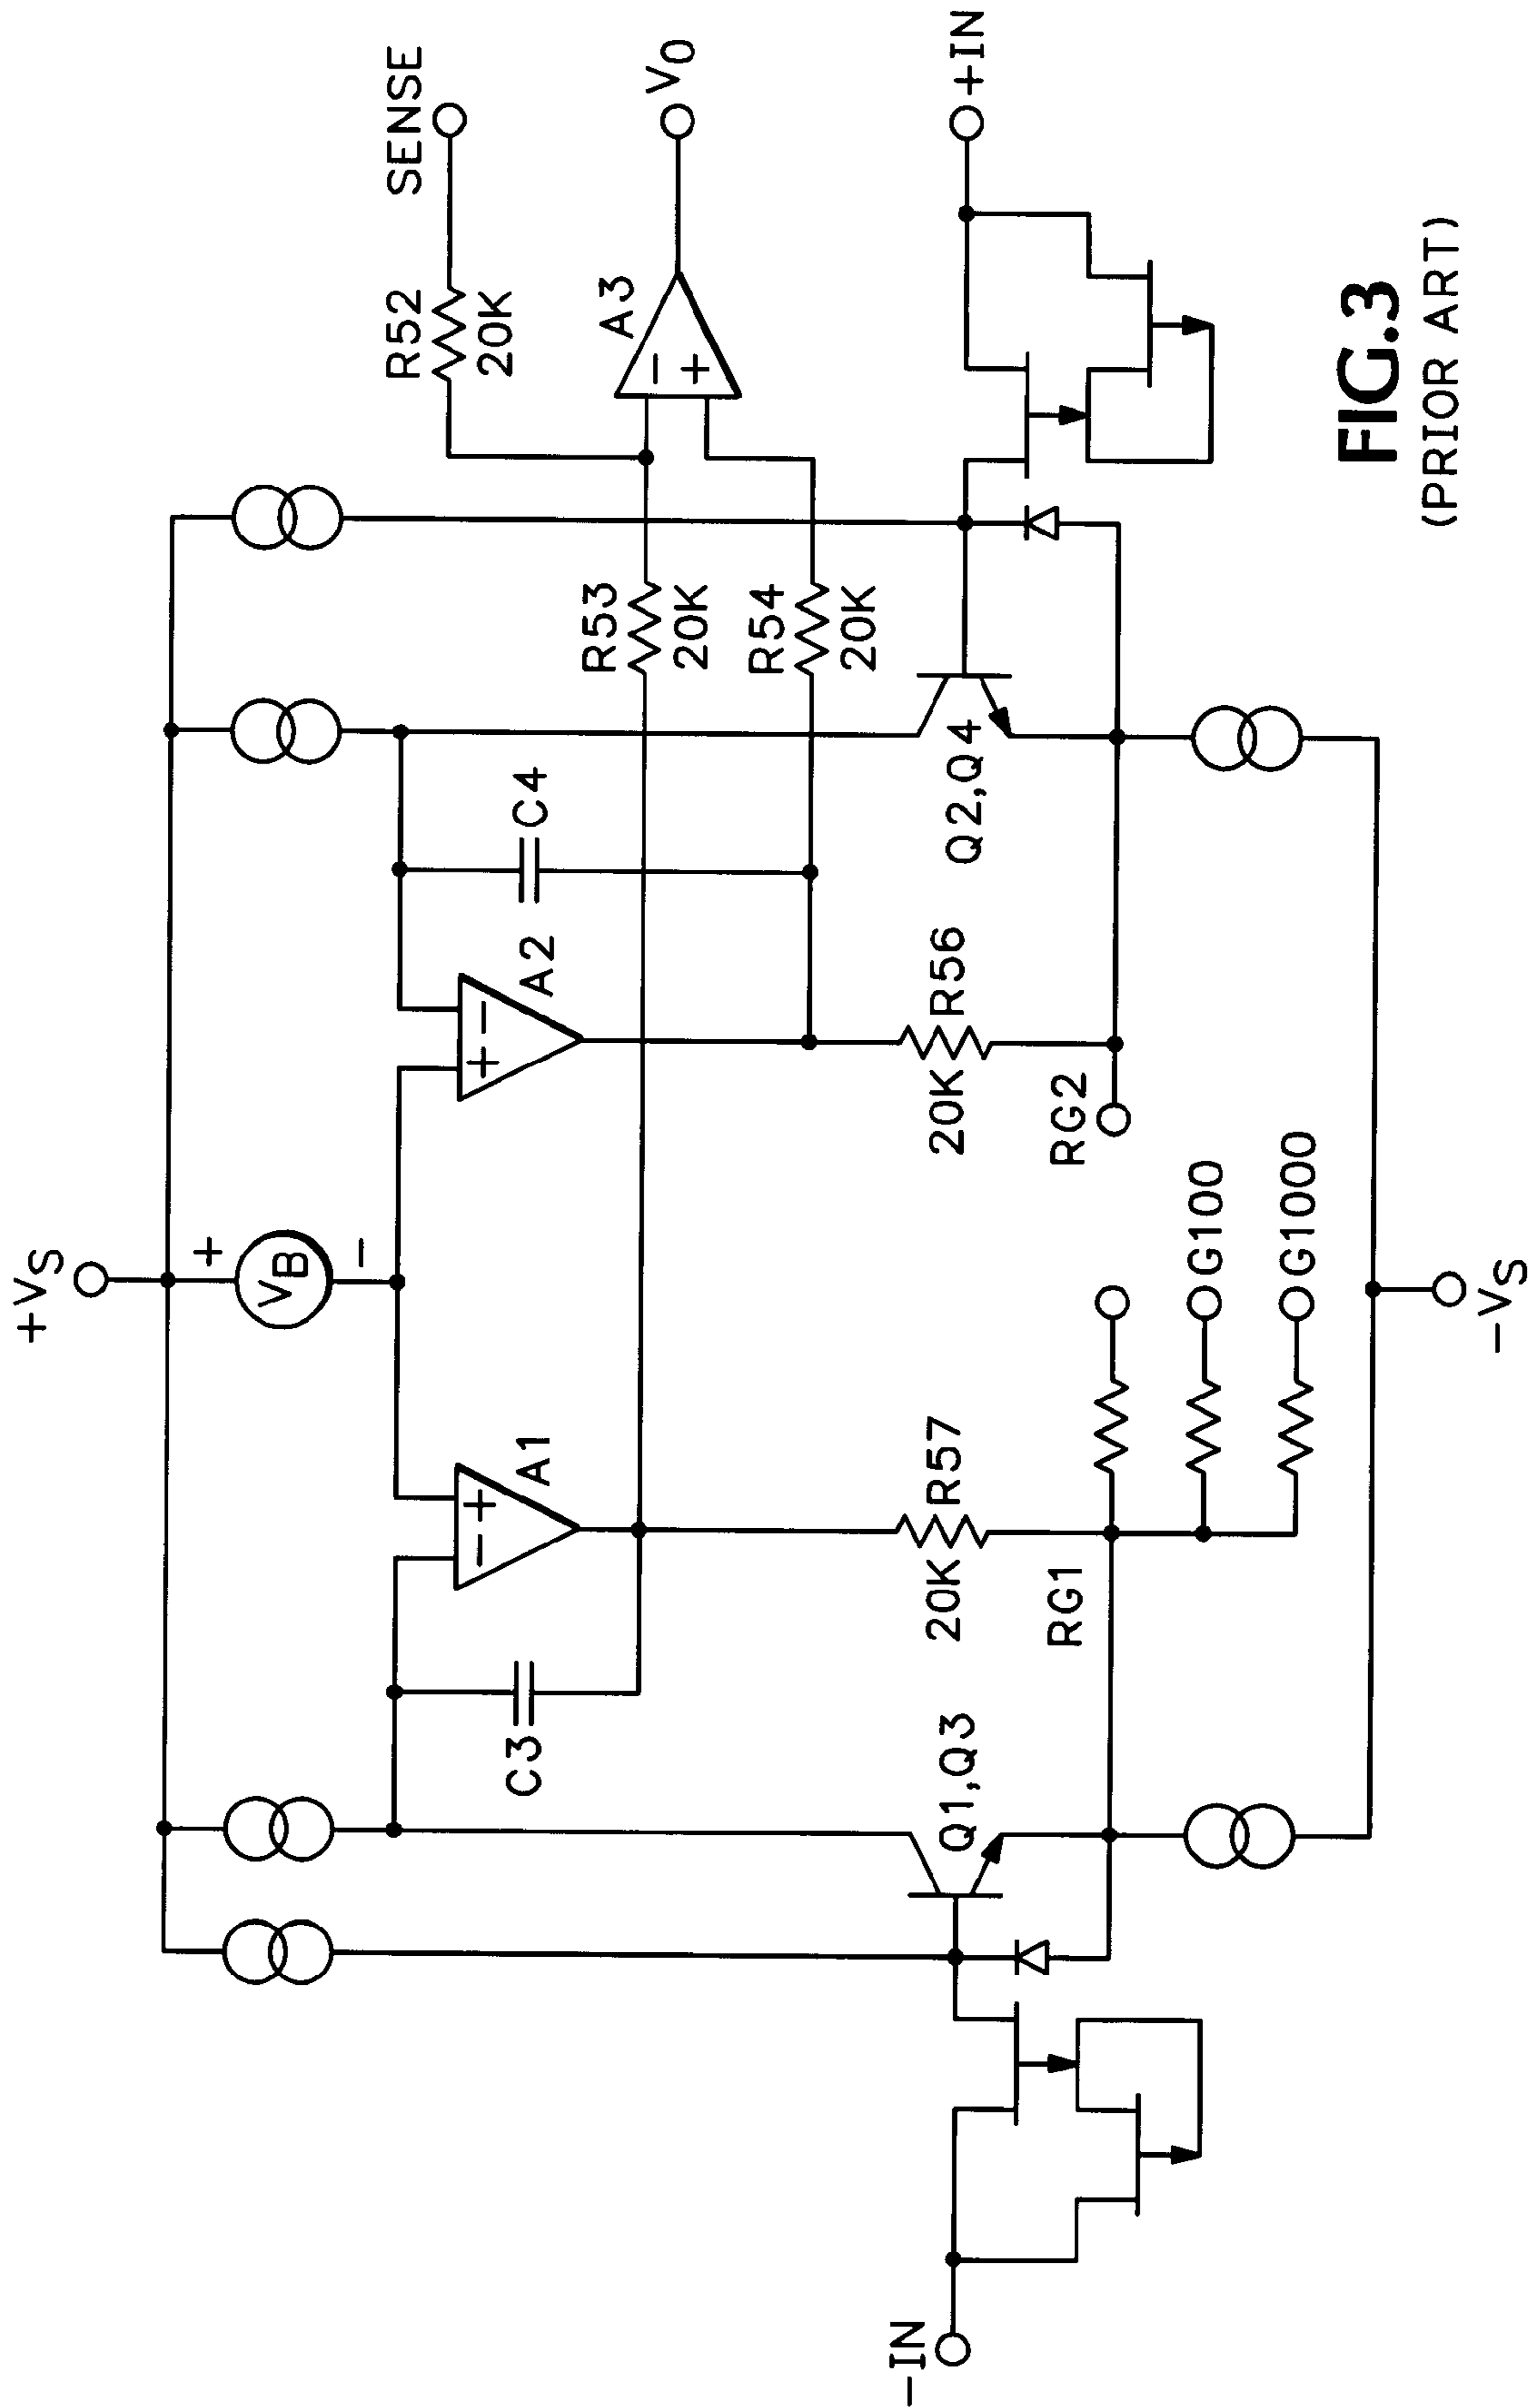 +VS
+
VB
−
SENSE
R52
20K
A3
−
+
VO
+IN
R53
20K
R54
20K
C4
A2
+
−
A1
−
+
C3
R56
20K
Q2,Q4
R57
20K
Q1,Q3
RG2
RG1
G100
G1000
−IN
−VS
FIG.3
(PRIOR ART)